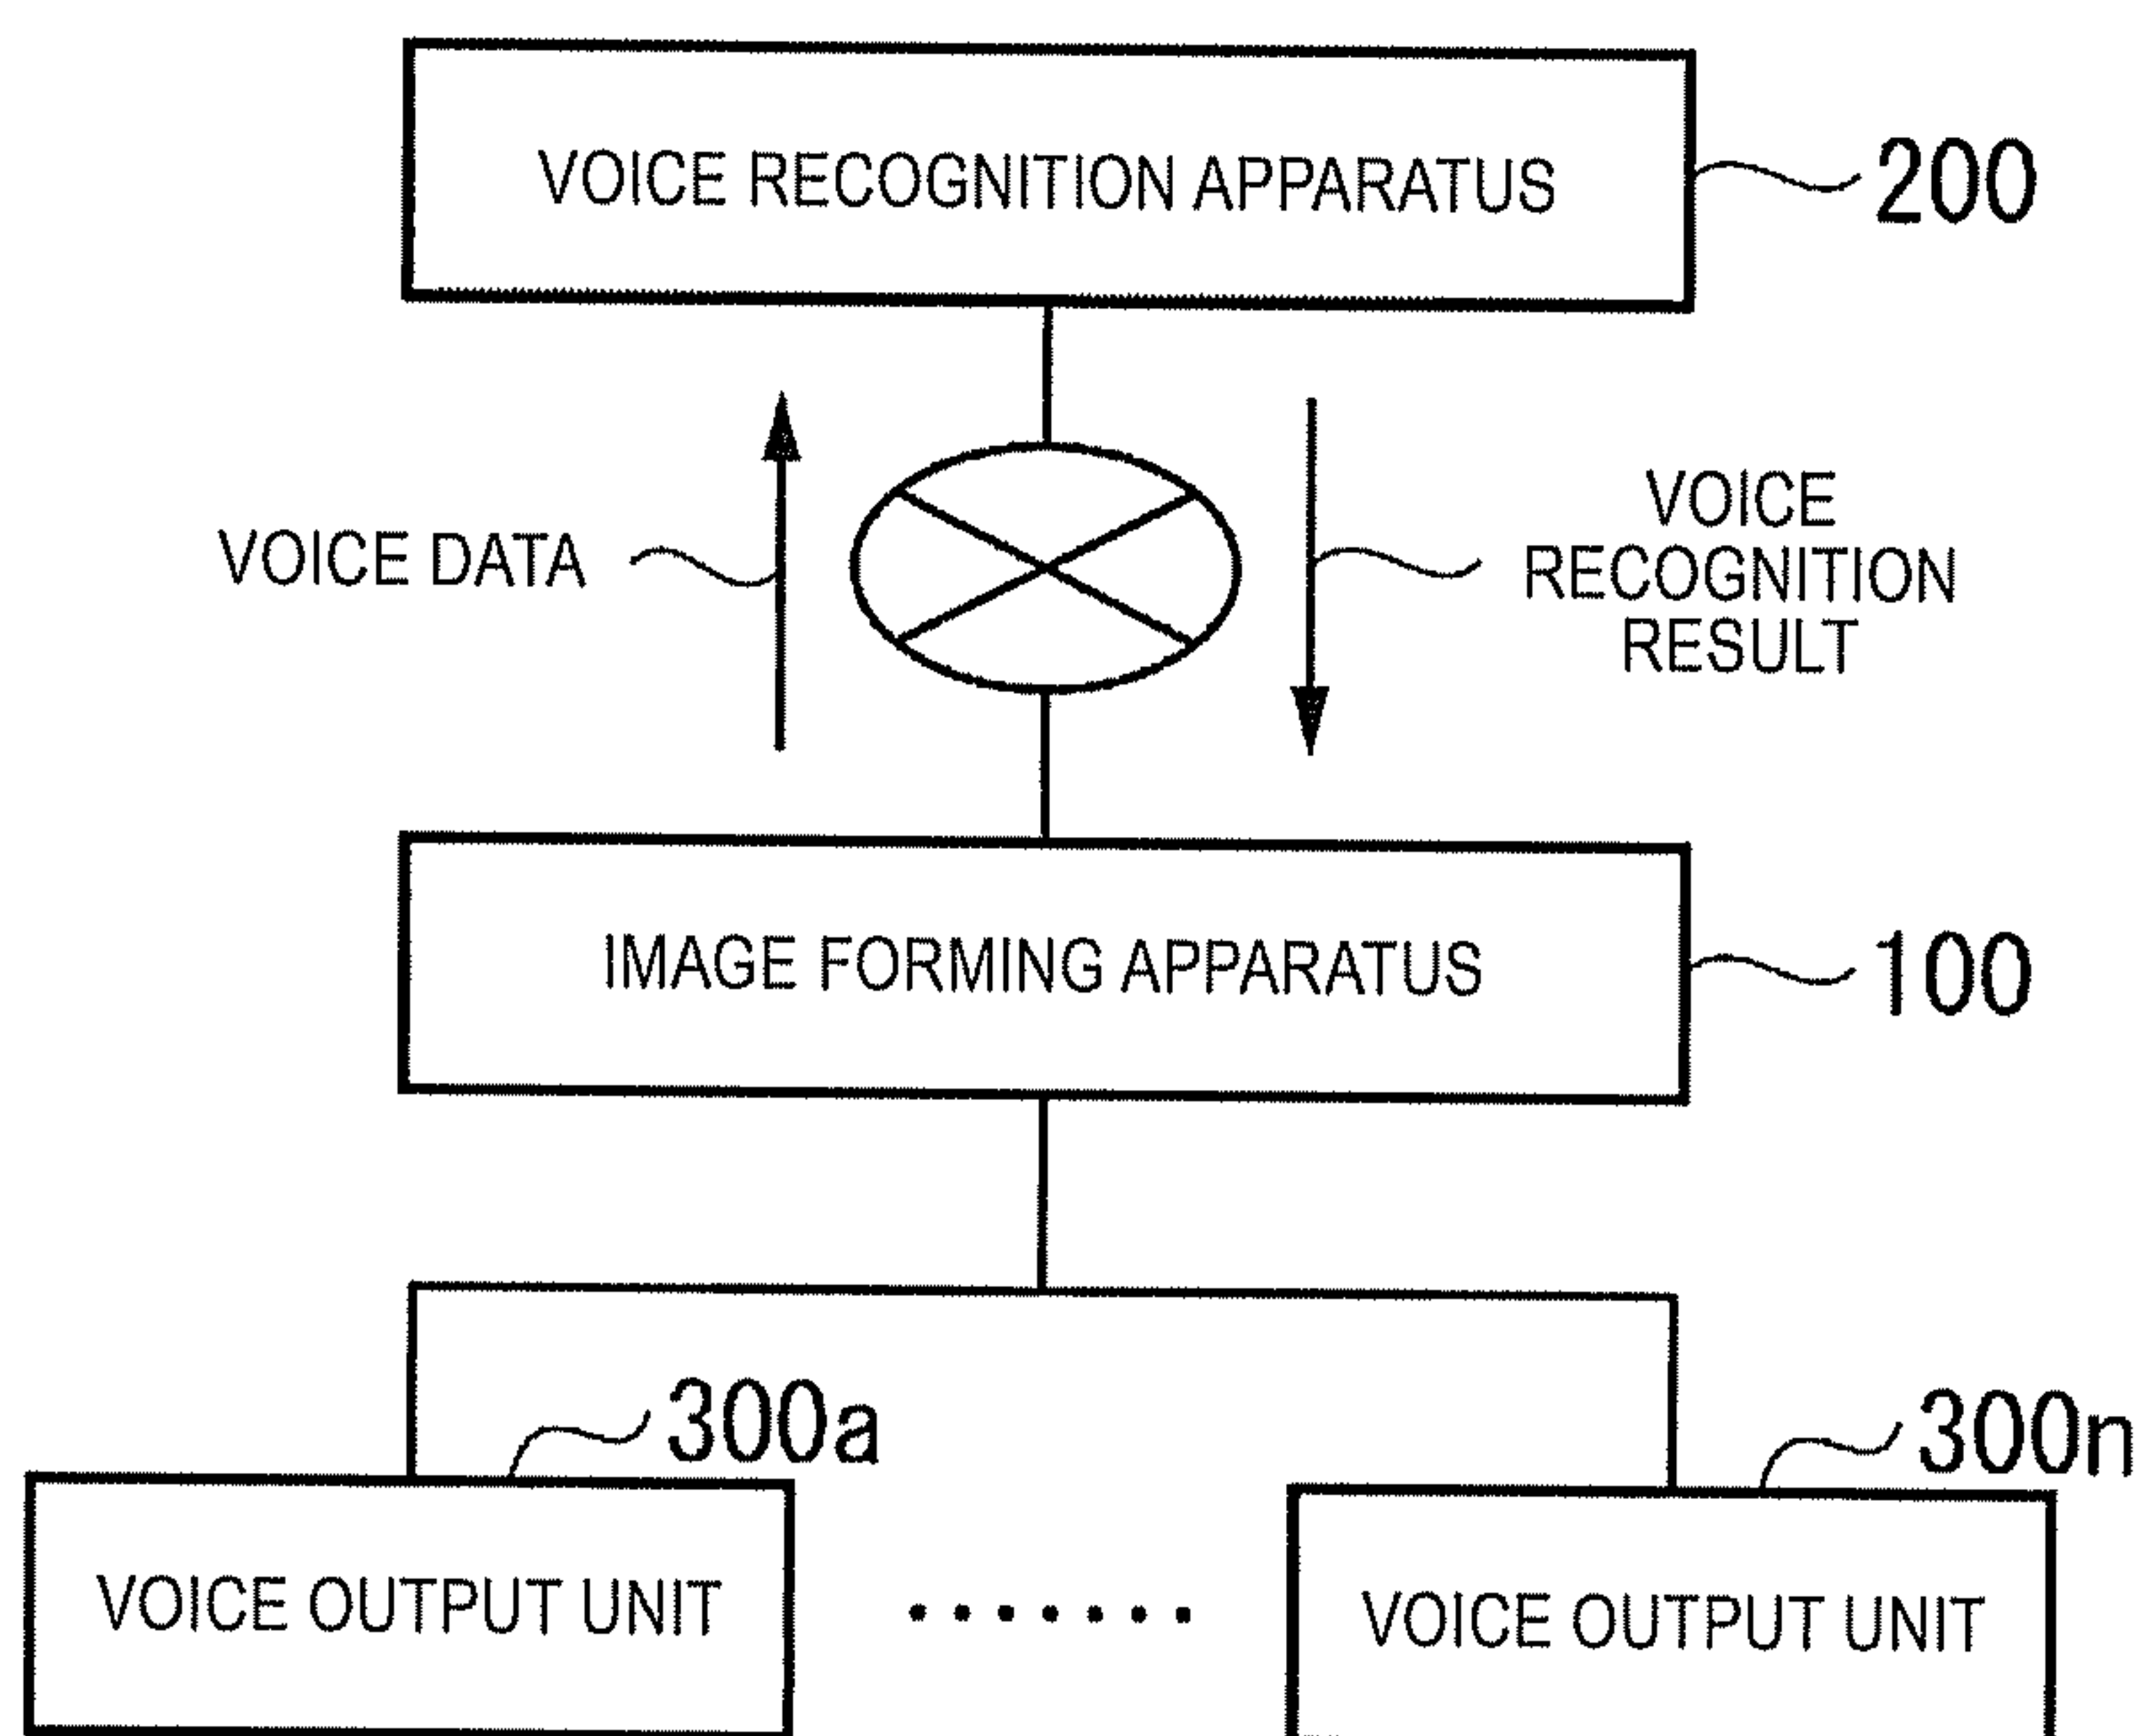 VOICE RECOGNITION APPARATUS
200
VOICE DATA
VOICE
RECOGNITION
RESULT
IMAGE FORMING APPARATUS
100
300a
300n
VOICE OUTPUT UNIT
VOICE OUTPUT UNIT